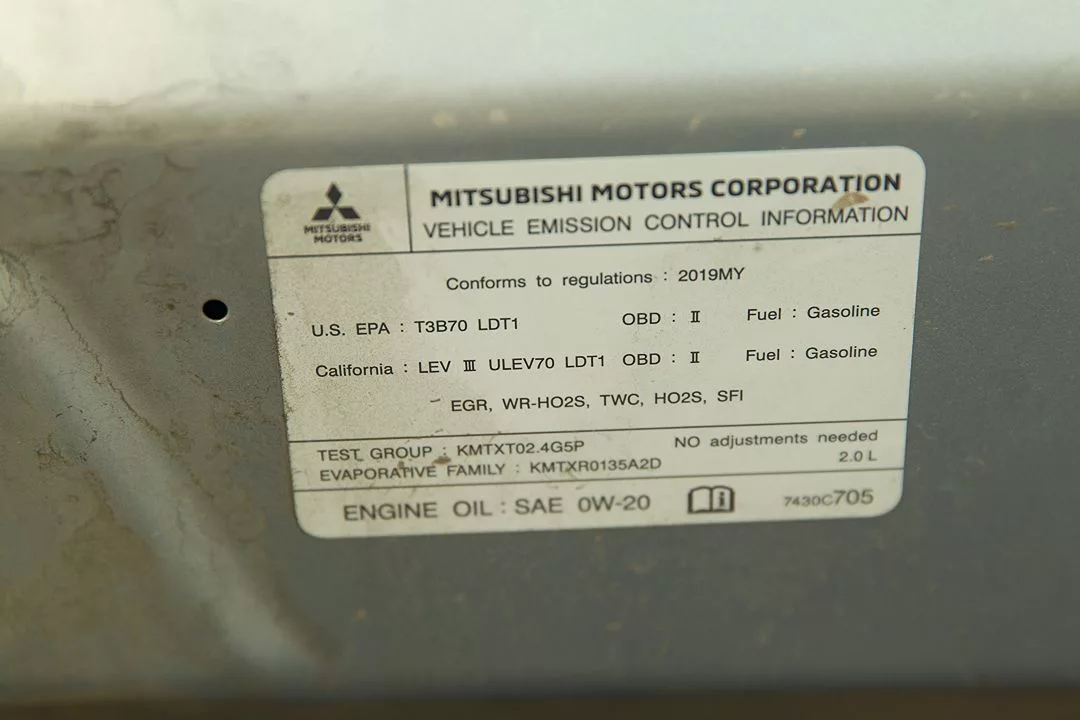 MITSUBISHI
MOTORS
MITSUBISHI MOTORS CORPORATION
VEHICLE EMISSION CONTROL INFORMATION
Conforms to regulations : 2019MY
U.S. EPA : T3B70 LDT1 OBD : Ⅱ Fuel : Gasoline
California : LEV Ⅲ ULEV70 LDT1 OBD : Ⅱ Fuel : Gasoline
EGR, WR-HO2S, TWC, HO2S, SFI
TEST GROUP : KMTXT02.4G5P NO adjustments needed
EVAPORATIVE FAMILY : KMTXR0135A2D 2.0 L
ENGINE OIL : SAE 0W-20 7430C705